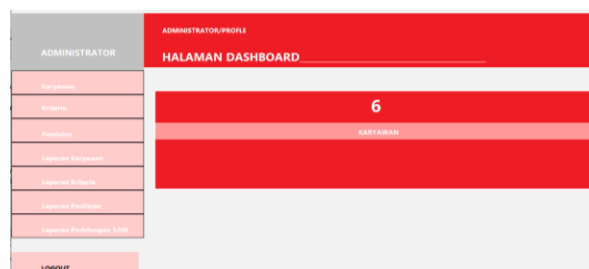 ADMINISTRATOR/PROFLE
ADMINISTRATOR
HALAMAN DASHBOARD
Karyawan
Kriteria
Penilaian
Laporan Karyawan
Laporan Kriteria
Laporan Penilaian
Laporan Perhitungan SAW
LOGOUT
6
KARYAWAN